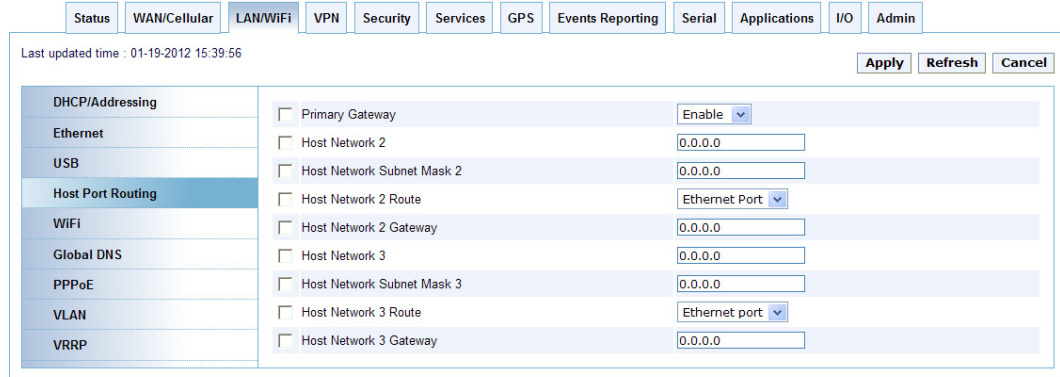 Status WAN/Cellular LAN/WiFi VPN Security Services GPS Events Reporting Serial Applications I/O Admin
Last updated time : 01-19-2012 15:39:56
Apply Refresh Cancel
DHCP/Addressing
Ethernet
USB
Host Port Routing
WiFi
Global DNS
PPPoE
VLAN
VRRP
Primary Gateway Enable
Host Network 2 0.0.0.0
Host Network Subnet Mask 2 0.0.0.0
Host Network 2 Route Ethernet Port
Host Network 2 Gateway 0.0.0.0
Host Network 3 0.0.0.0
Host Network Subnet Mask 3 0.0.0.0
Host Network 3 Route Ethernet port
Host Network 3 Gateway 0.0.0.0